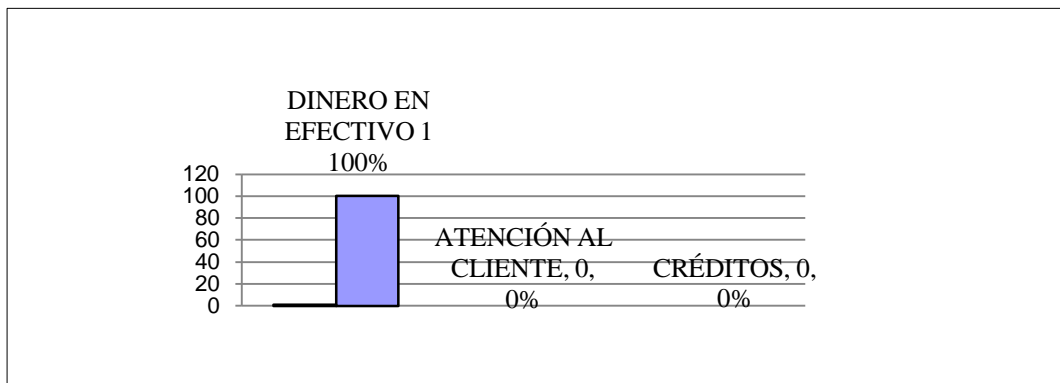 DINERO EN
EFECTIVO 1
100%
120
100
80
60
40
20
0
ATENCIÓN AL
CLIENTE, 0,
0%
CRÉDITOS, 0,
0%